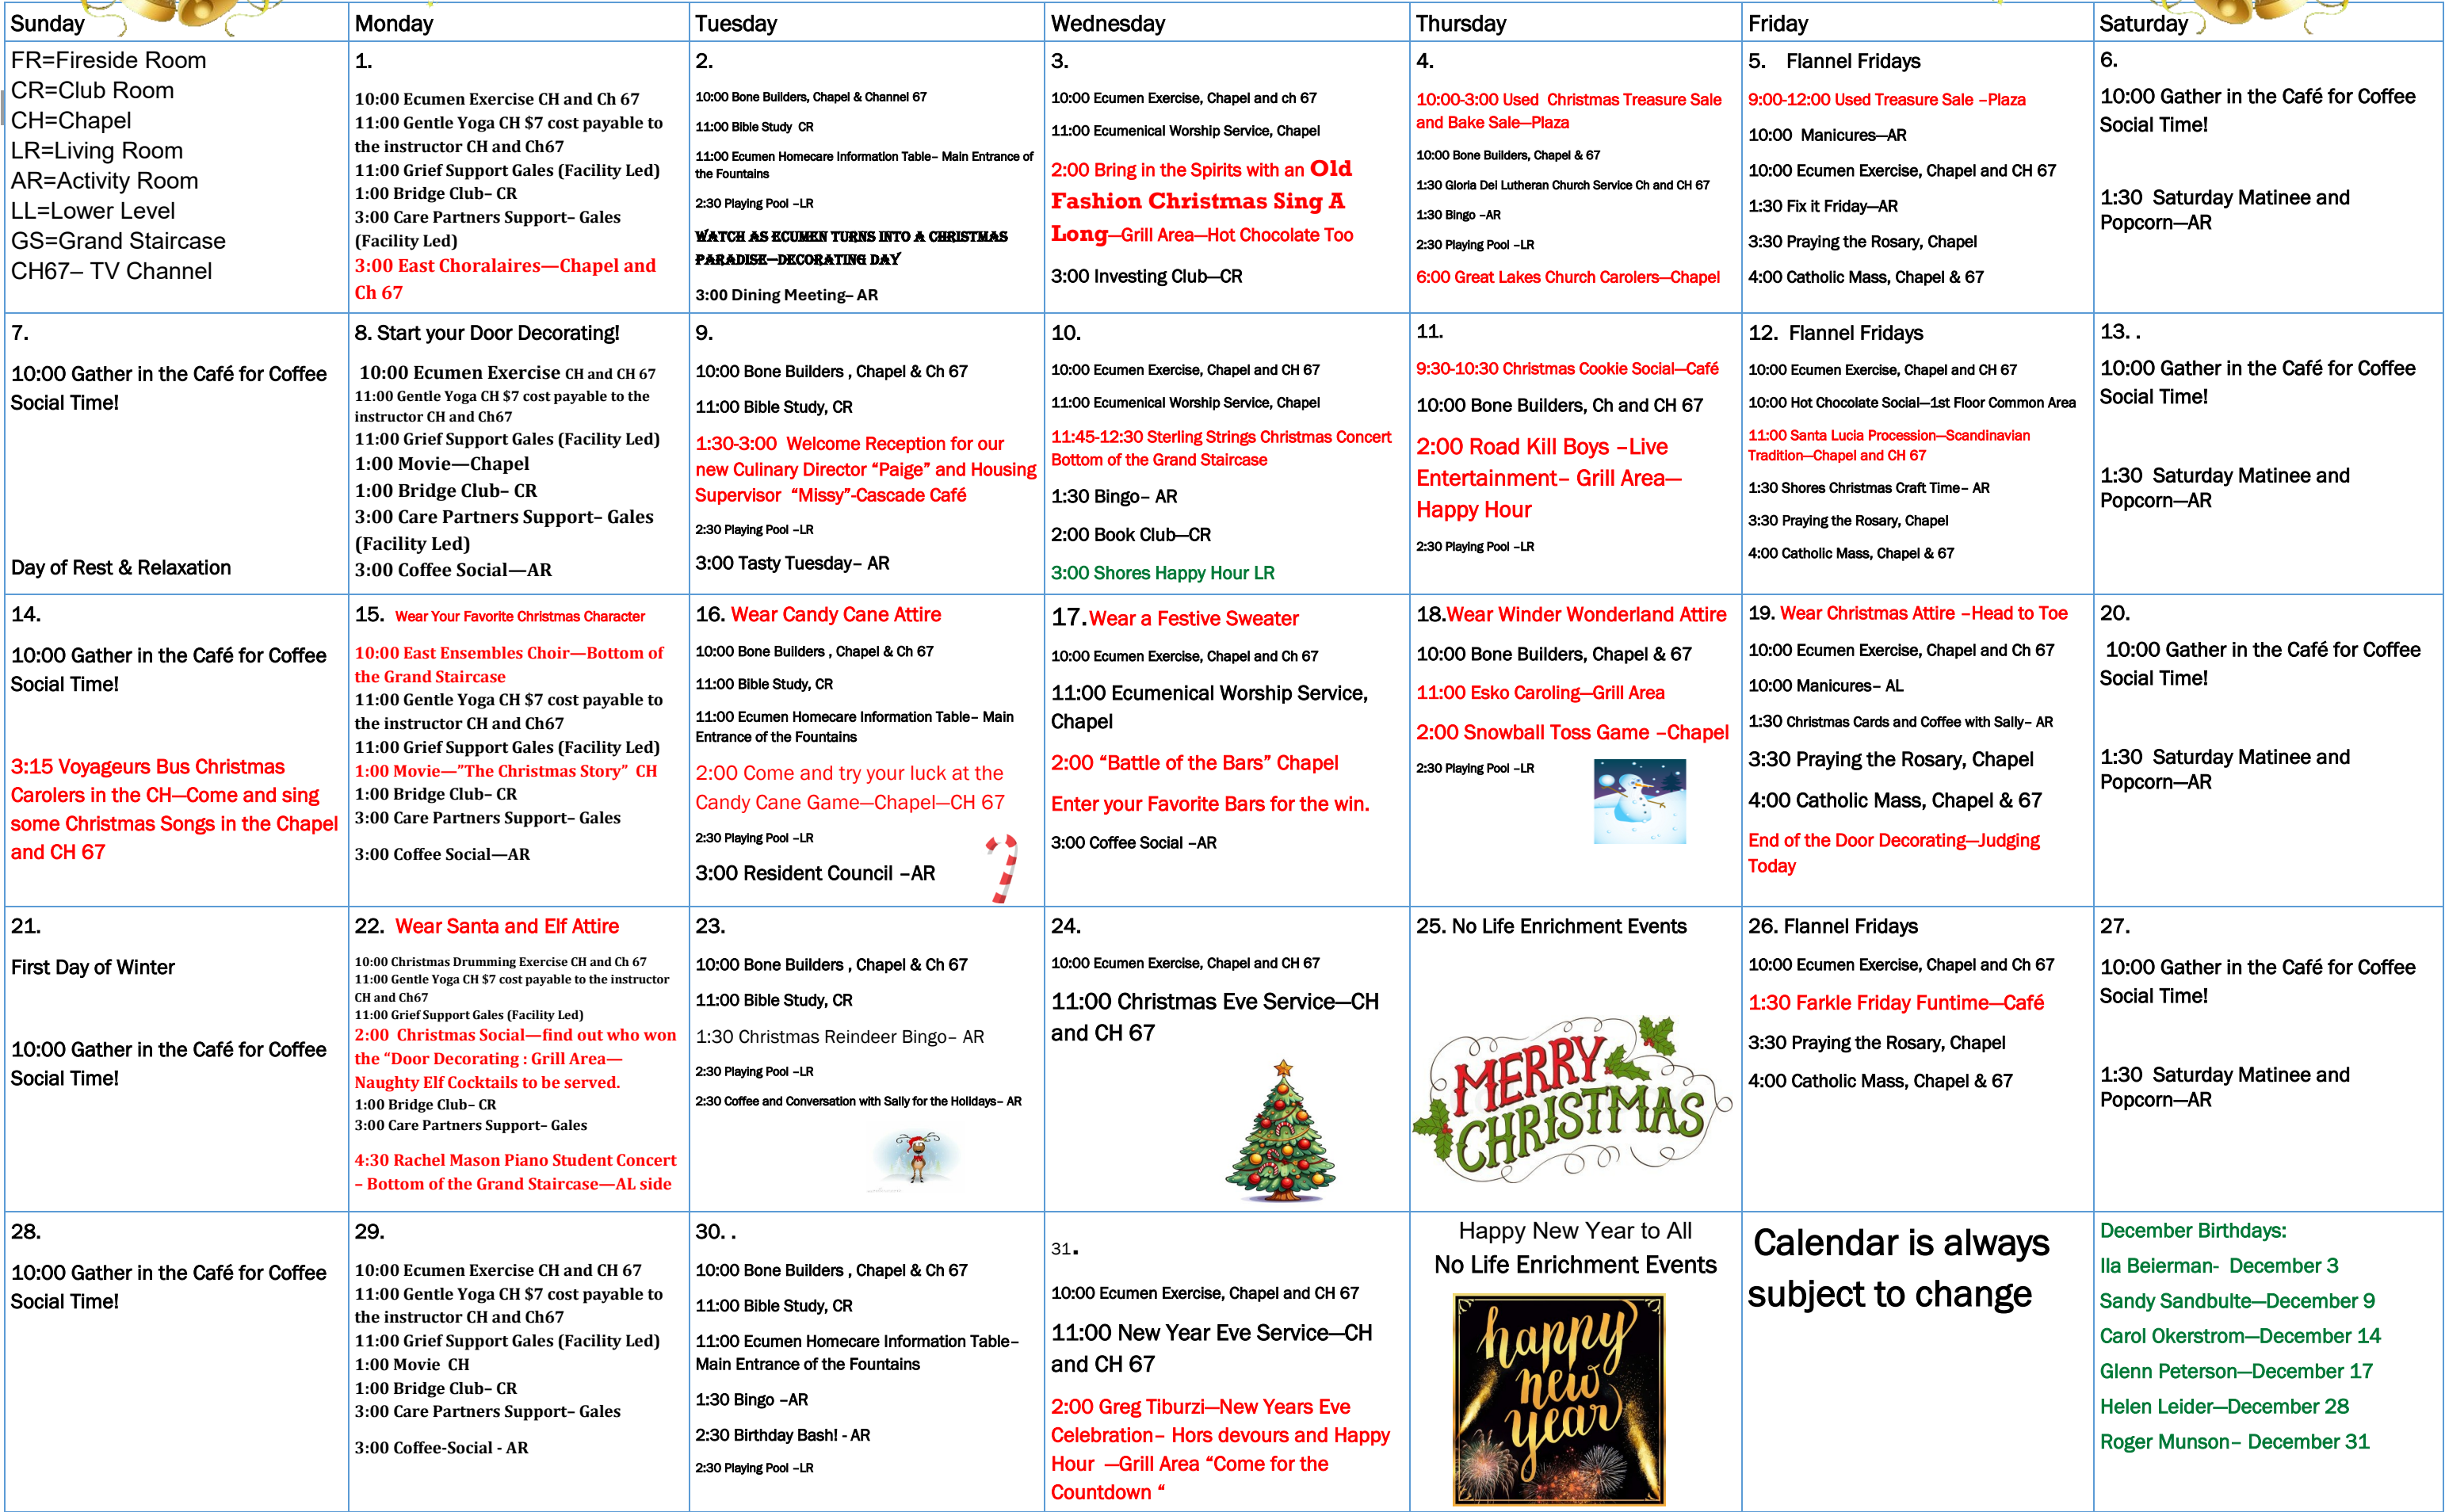 Sunday
Monday
Tuesday
Wednesday
Thursday
Friday
Saturday
FR=Fireside Room
CR=Club Room
CH=Chapel
LR=Living Room
AR=Activity Room
LL=Lower Level
GS=Grand Staircase
CH67– TV Channel
1.
10:00 Ecumen Exercise CH and Ch 67
11:00 Gentle Yoga CH $7 cost payable to
the instructor CH and Ch67
11:00 Grief Support Gales (Facility Led)
1:00 Bridge Club– CR
3:00 Care Partners Support– Gales
(Facility Led)
3:00 East Choralaires—Chapel and
Ch 67
2.
10:00 Bone Builders, Chapel & Channel 67
11:00 Bible Study  CR
11:00 Ecumen Homecare Information Table– Main Entrance of
the Fountains
2:30 Playing Pool –LR
WATCH AS ECUMEN TURNS INTO A CHRISTMAS
PARADISE—DECORATING DAY
3:00 Dining Meeting– AR
3.
10:00 Ecumen Exercise, Chapel and ch 67
11:00 Ecumenical Worship Service, Chapel
2:00 Bring in the Spirits with an Old
Fashion Christmas Sing A
Long—Grill Area—Hot Chocolate Too
3:00 Investing Club—CR
4.
10:00-3:00 Used  Christmas Treasure Sale
and Bake Sale—Plaza
10:00 Bone Builders, Chapel & 67
1:30 Gloria Dei Lutheran Church Service Ch and CH 67
1:30 Bingo –AR
2:30 Playing Pool –LR
6:00 Great Lakes Church Carolers—Chapel
5.    Flannel Fridays
9:00-12:00 Used Treasure Sale –Plaza
10:00  Manicures—AR
10:00 Ecumen Exercise, Chapel and CH 67
1:30 Fix it Friday—AR
3:30 Praying the Rosary, Chapel
4:00 Catholic Mass, Chapel & 67
6.
10:00 Gather in the Café for Coffee
Social Time!
1:30  Saturday Matinee and
Popcorn—AR
7.
10:00 Gather in the Café for Coffee
Social Time!
Day of Rest & Relaxation
8. Start your Door Decorating!
10:00 Ecumen Exercise CH and CH 67
11:00 Gentle Yoga CH $7 cost payable to the
instructor CH and Ch67
11:00 Grief Support Gales (Facility Led)
1:00 Movie—Chapel
1:00 Bridge Club– CR
3:00 Care Partners Support– Gales
(Facility Led)
3:00 Coffee Social—AR
9.
10:00 Bone Builders , Chapel & Ch 67
11:00 Bible Study, CR
1:30-3:00  Welcome Reception for our
new Culinary Director “Paige” and Housing
Supervisor  “Missy”-Cascade Café
2:30 Playing Pool –LR
3:00 Tasty Tuesday– AR
10.
10:00 Ecumen Exercise, Chapel and CH 67
11:00 Ecumenical Worship Service, Chapel
11:45-12:30 Sterling Strings Christmas Concert
Bottom of the Grand Staircase
1:30 Bingo– AR
2:00 Book Club—CR
3:00 Shores Happy Hour LR
11.
9:30-10:30 Christmas Cookie Social—Café
10:00 Bone Builders, Ch and CH 67
2:00 Road Kill Boys –Live
Entertainment– Grill Area—
Happy Hour
2:30 Playing Pool –LR
12.  Flannel Fridays
10:00 Ecumen Exercise, Chapel and CH 67
10:00 Hot Chocolate Social—1st Floor Common Area
11:00 Santa Lucia Procession—Scandinavian
Tradition—Chapel and CH 67
1:30 Shores Christmas Craft Time– AR
3:30 Praying the Rosary, Chapel
4:00 Catholic Mass, Chapel & 67
13. .
10:00 Gather in the Café for Coffee
Social Time!
1:30  Saturday Matinee and
Popcorn—AR
14.
10:00 Gather in the Café for Coffee
Social Time!
3:15 Voyageurs Bus Christmas
Carolers in the CH—Come and sing
some Christmas Songs in the Chapel
and CH 67
15.  Wear Your Favorite Christmas Character
10:00 East Ensembles Choir—Bottom of
the Grand Staircase
11:00 Gentle Yoga CH $7 cost payable to
the instructor CH and Ch67
11:00 Grief Support Gales (Facility Led)
1:00 Movie—”The Christmas Story”  CH
1:00 Bridge Club– CR
3:00 Care Partners Support– Gales
3:00 Coffee Social—AR
16. Wear Candy Cane Attire
10:00 Bone Builders , Chapel & Ch 67
11:00 Bible Study, CR
11:00 Ecumen Homecare Information Table– Main
Entrance of the Fountains
2:00 Come and try your luck at the
Candy Cane Game—Chapel—CH 67
2:30 Playing Pool –LR
3:00 Resident Council –AR
17.Wear a Festive Sweater
10:00 Ecumen Exercise, Chapel and Ch 67
11:00 Ecumenical Worship Service,
Chapel
2:00 “Battle of the Bars” Chapel
Enter your Favorite Bars for the win.
3:00 Coffee Social –AR
18.Wear Winder Wonderland Attire
10:00 Bone Builders, Chapel & 67
11:00 Esko Caroling—Grill Area
2:00 Snowball Toss Game –Chapel
2:30 Playing Pool –LR
19. Wear Christmas Attire –Head to Toe
10:00 Ecumen Exercise, Chapel and Ch 67
10:00 Manicures– AL
1:30 Christmas Cards and Coffee with Sally– AR
3:30 Praying the Rosary, Chapel
4:00 Catholic Mass, Chapel & 67
End of the Door Decorating—Judging
Today
20.
10:00 Gather in the Café for Coffee
Social Time!
1:30  Saturday Matinee and
Popcorn—AR
21.
First Day of Winter
10:00 Gather in the Café for Coffee
Social Time!
22.  Wear Santa and Elf Attire
10:00 Christmas Drumming Exercise CH and Ch 67
11:00 Gentle Yoga CH $7 cost payable to the instructor
CH and Ch67
11:00 Grief Support Gales (Facility Led)
2:00  Christmas Social—find out who won
the “Door Decorating : Grill Area—
Naughty Elf Cocktails to be served.
1:00 Bridge Club– CR
3:00 Care Partners Support– Gales
4:30 Rachel Mason Piano Student Concert
– Bottom of the Grand Staircase—AL side
23.
10:00 Bone Builders , Chapel & Ch 67
11:00 Bible Study, CR
1:30 Christmas Reindeer Bingo– AR
2:30 Playing Pool –LR
2:30 Coffee and Conversation with Sally for the Holidays– AR
24.
10:00 Ecumen Exercise, Chapel and CH 67
11:00 Christmas Eve Service—CH
and CH 67
25. No Life Enrichment Events
MERRY
CHRISTMAS
26. Flannel Fridays
10:00 Ecumen Exercise, Chapel and Ch 67
1:30 Farkle Friday Funtime—Café
3:30 Praying the Rosary, Chapel
4:00 Catholic Mass, Chapel & 67
27.
10:00 Gather in the Café for Coffee
Social Time!
1:30  Saturday Matinee and
Popcorn—AR
28.
10:00 Gather in the Café for Coffee
Social Time!
29.
10:00 Ecumen Exercise CH and CH 67
11:00 Gentle Yoga CH $7 cost payable to
the instructor CH and Ch67
11:00 Grief Support Gales (Facility Led)
1:00 Movie  CH
1:00 Bridge Club– CR
3:00 Care Partners Support– Gales
3:00 Coffee-Social - AR
30. .
10:00 Bone Builders , Chapel & Ch 67
11:00 Bible Study, CR
11:00 Ecumen Homecare Information Table–
Main Entrance of the Fountains
1:30 Bingo –AR
2:30 Birthday Bash! - AR
2:30 Playing Pool –LR
31.
10:00 Ecumen Exercise, Chapel and CH 67
11:00 New Year Eve Service—CH
and CH 67
2:00 Greg Tiburzi—New Years Eve
Celebration– Hors devours and Happy
Hour  —Grill Area “Come for the
Countdown “
Happy New Year to All
No Life Enrichment Events
happy
new
year
Calendar is always
subject to change
December Birthdays:
Ila Beierman-  December 3
Sandy Sandbulte—December 9
Carol Okerstrom—December 14
Glenn Peterson—December 17
Helen Leider—December 28
Roger Munson– December 31